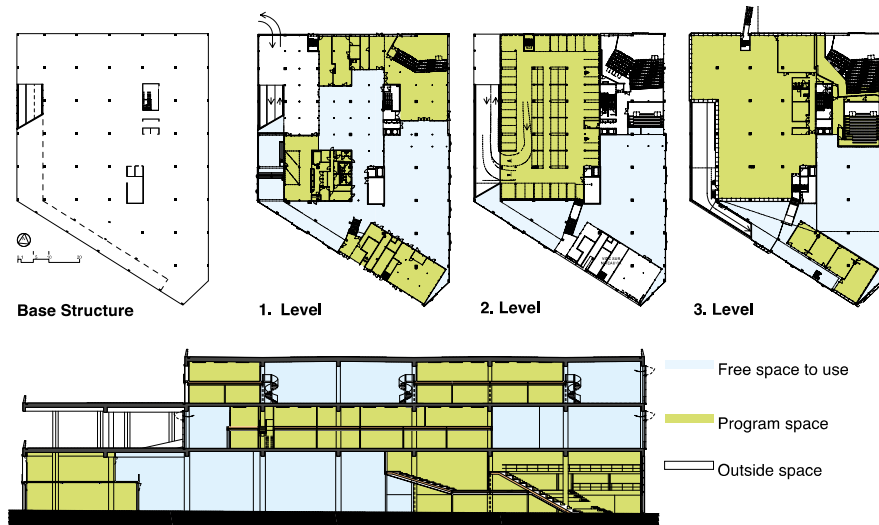 Base Structure
1. Level
2. Level
3. Level
Free space to use
Program space
Outside space